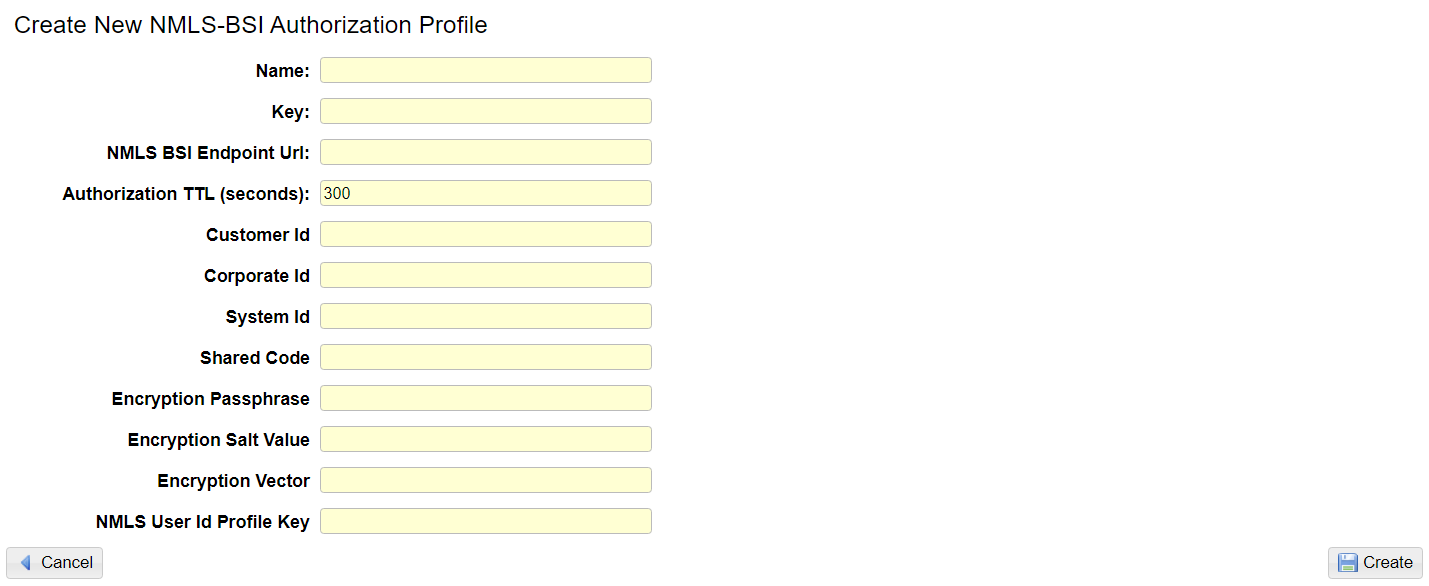 Create New NMLS-BSI Authorization Profile
Name:
Key:
NMLS BSI Endpoint Url:
Authorization TTL (seconds): 300
Customer Id
Corporate Id
System Id
Shared Code
Encryption Passphrase
Encryption Salt Value
Encryption Vector
NMLS User Id Profile Key
Cancel Create